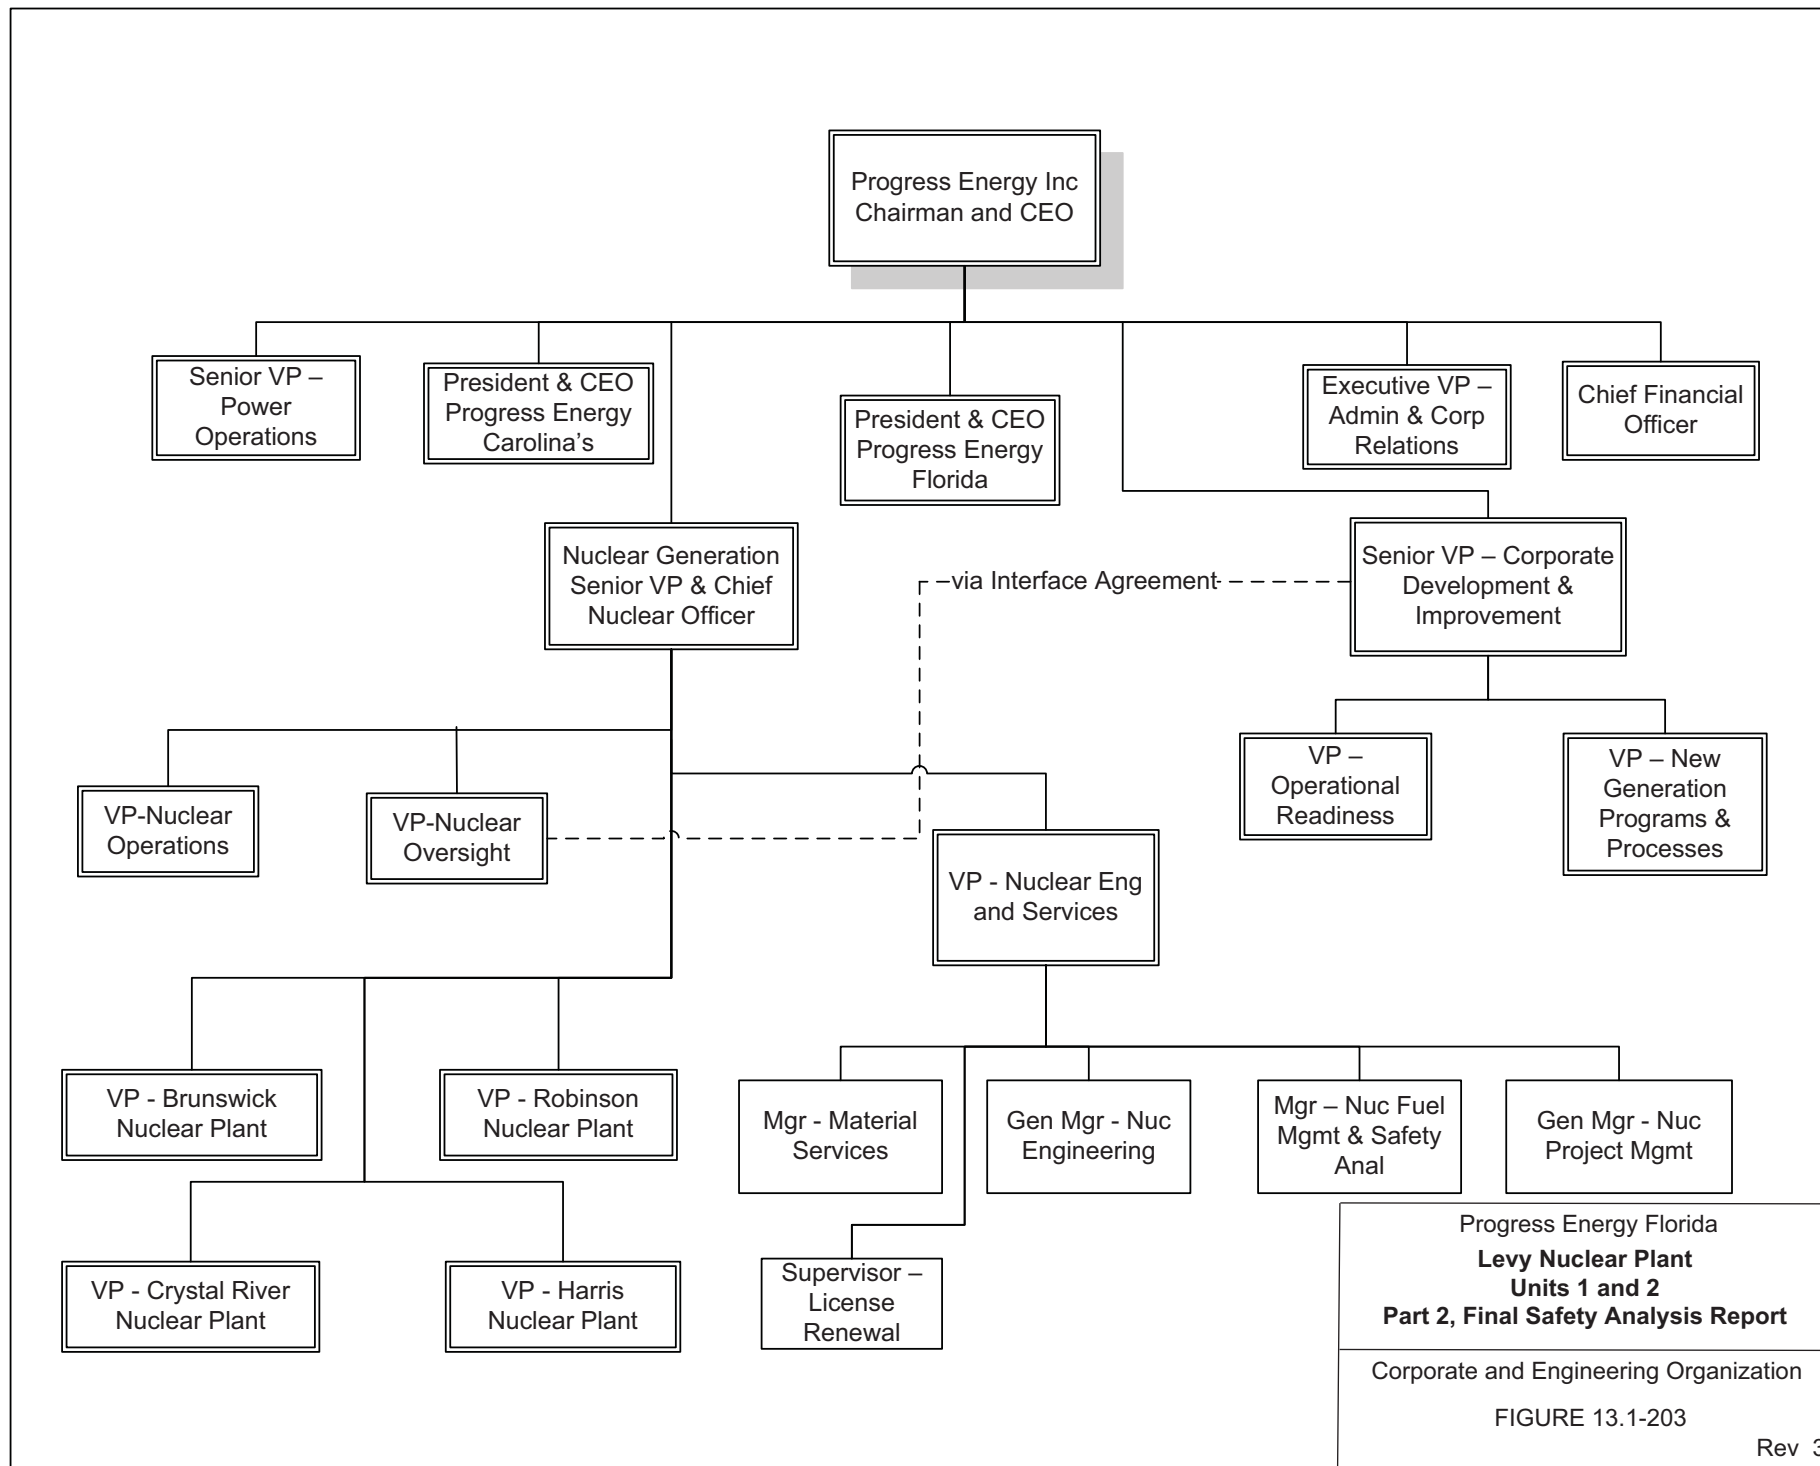 Progress Energy Inc
Chairman and CEO
Senior VP –
Power
Operations
President & CEO
Progress Energy
Carolina's
President & CEO
Progress Energy
Florida
Executive VP –
Admin & Corp
Relations
Chief Financial
Officer
Nuclear Generation
Senior VP & Chief
Nuclear Officer
via Interface Agreement
Senior VP – Corporate
Development &
Improvement
VP-Nuclear
Operations
VP-Nuclear
Oversight
VP –
Operational
Readiness
VP – New
Generation
Programs &
Processes
VP - Nuclear Eng
and Services
VP - Brunswick
Nuclear Plant
VP - Robinson
Nuclear Plant
Mgr - Material
Services
Gen Mgr - Nuc
Engineering
Mgr – Nuc Fuel
Mgmt & Safety
Anal
Gen Mgr - Nuc
Project Mgmt
VP - Crystal River
Nuclear Plant
VP - Harris
Nuclear Plant
Supervisor –
License
Renewal
Progress Energy Florida
Levy Nuclear Plant
Units 1 and 2
Part 2, Final Safety Analysis Report
Corporate and Engineering Organization
FIGURE 13.1-203
Rev 3